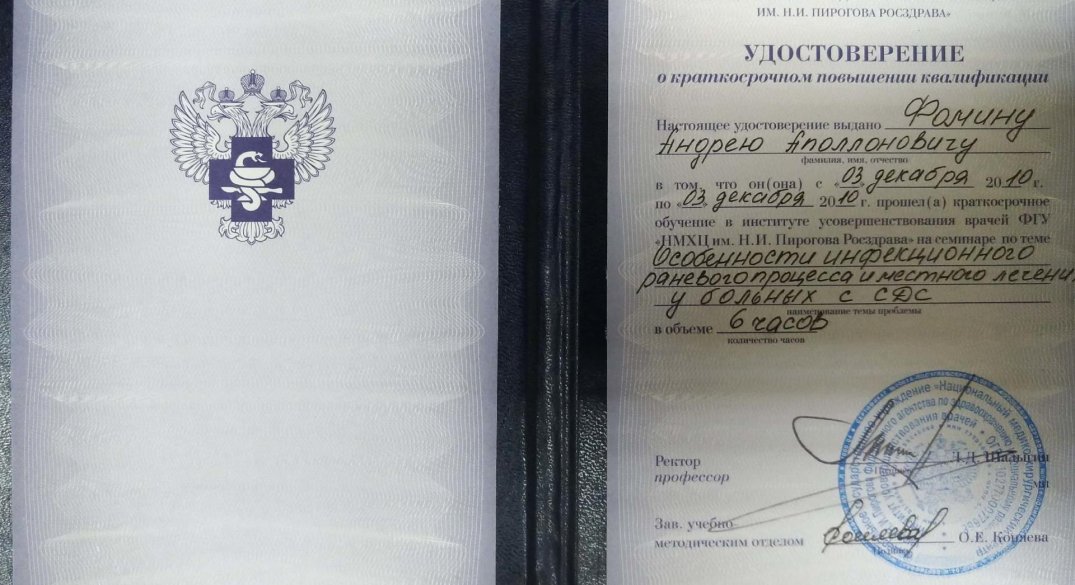 ИМ. Н.И. ПИРОГОВА РОСЗДРАВА»
УДОСТОВЕРЕНИЕ
о краткосрочном повышении квалификации
Настоящее удостоверение выдано Фомину
Андрею Аполлоновичу
фамилия, имя, отчество
в том, что он(она) с «03» декабря 2010 г.
по «03» декабря 2010 г. прошел(а) краткосрочное
обучение в институте усовершенствования врачей ФГУ
«НМХЦ им. Н.И. Пирогова Росздрава» на семинаре по теме
Особенности инфекционного
раневого процесса и местного лечени
у больных с СДС
наименование темы проблемы
в объеме 6 часов
количество часов
Ректор
профессор
Зав. учебно-
методическим отделом О.Е. Коняева
подпись